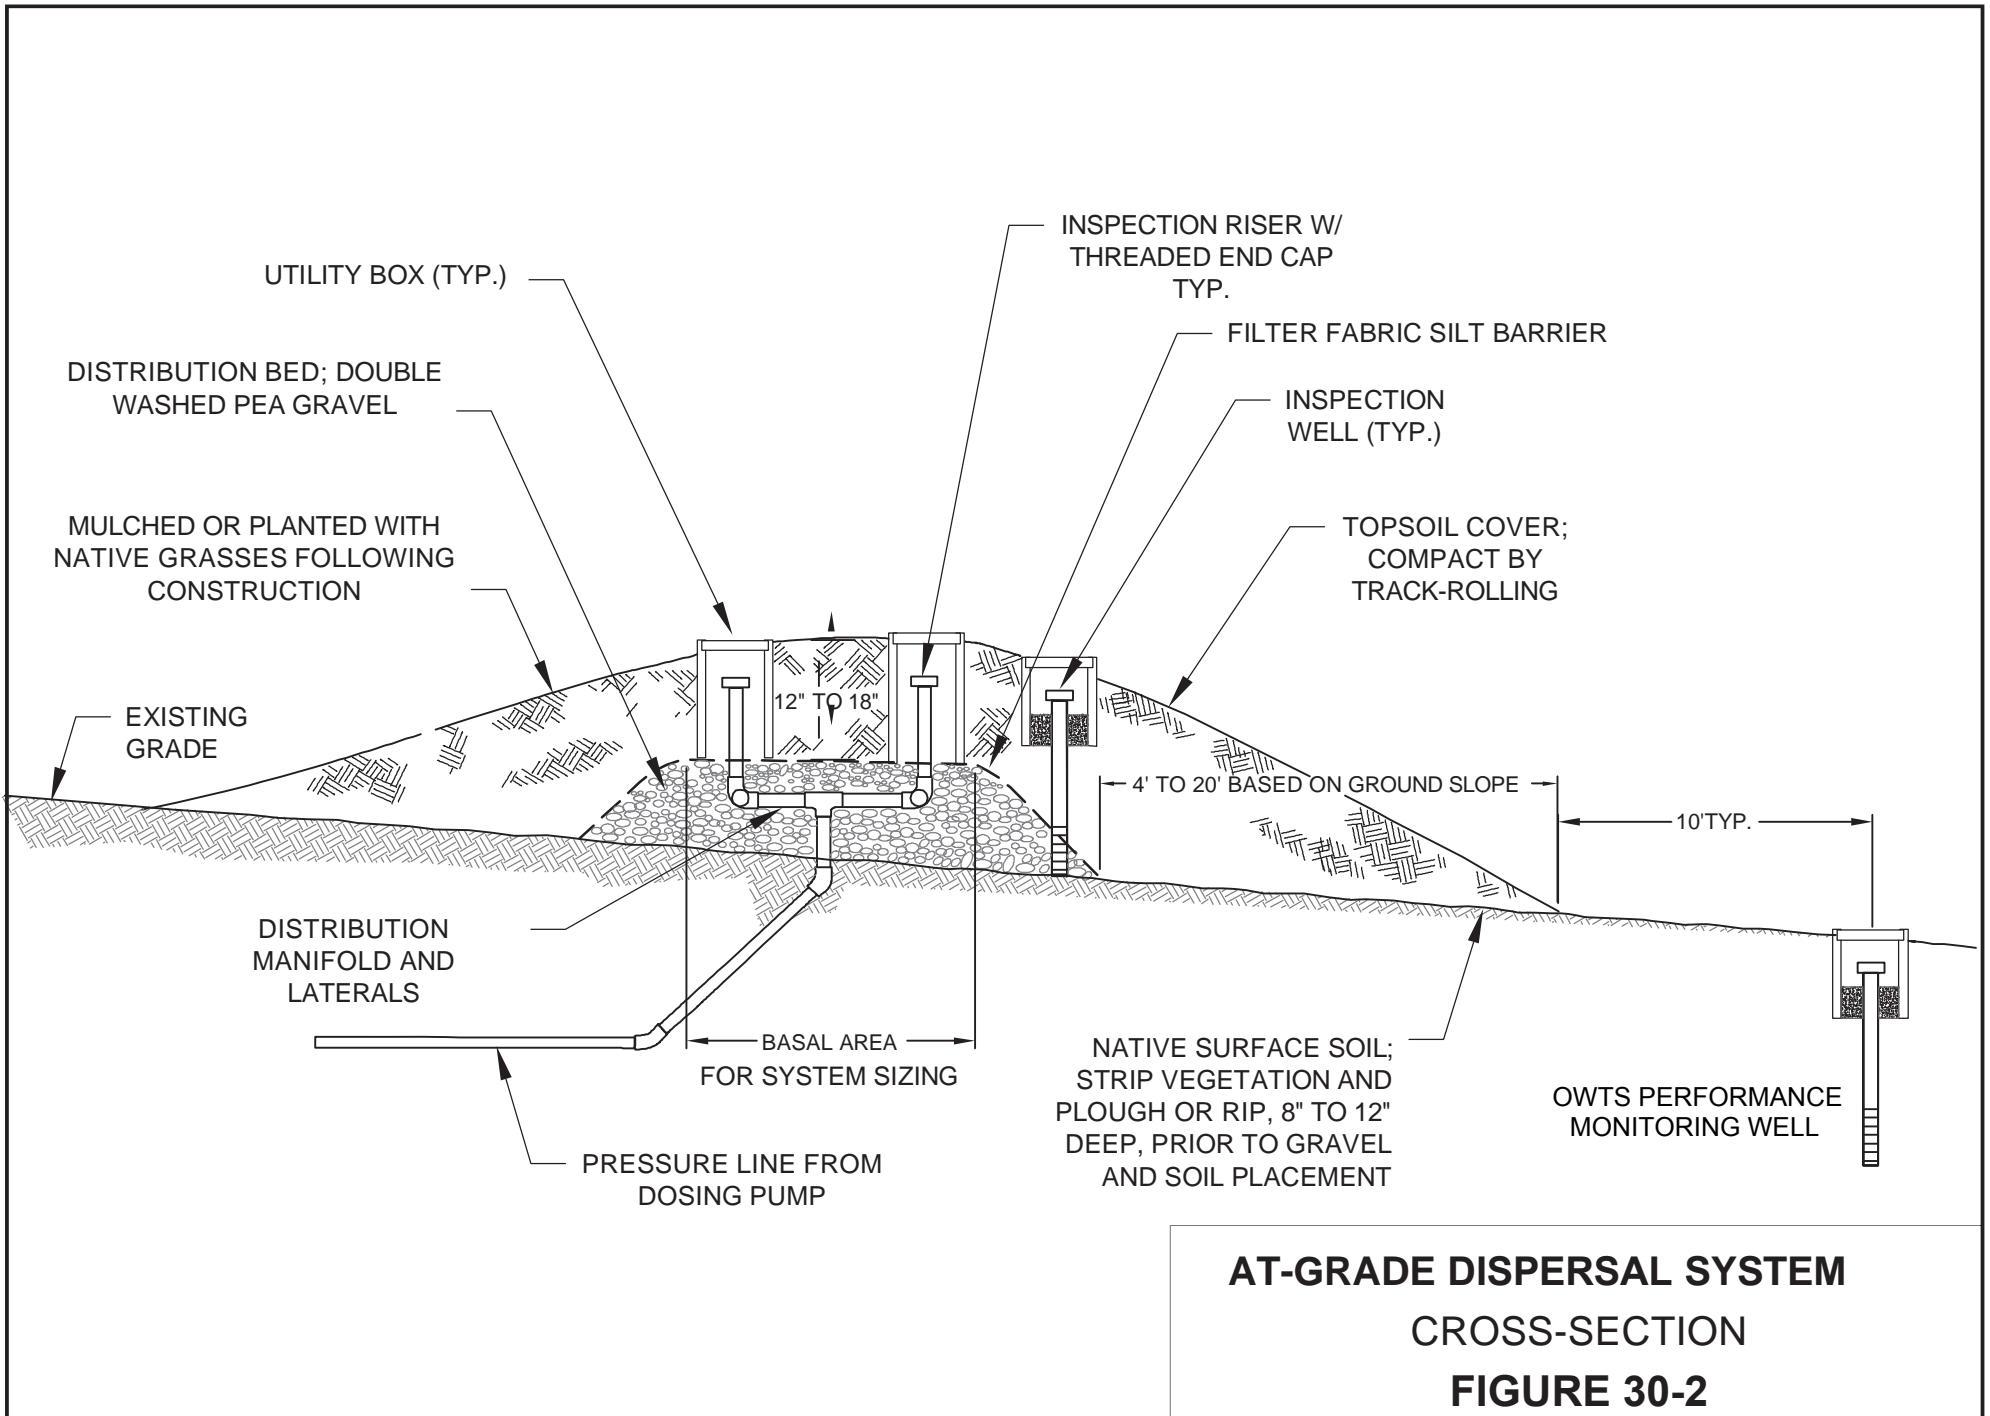 INSPECTION RISER W/
THREADED END CAP
TYP.
UTILITY BOX (TYP.)
FILTER FABRIC SILT BARRIER
DISTRIBUTION BED; DOUBLE
WASHED PEA GRAVEL
INSPECTION
WELL (TYP.)
MULCHED OR PLANTED WITH
NATIVE GRASSES FOLLOWING
CONSTRUCTION
TOPSOIL COVER;
COMPACT BY
TRACK-ROLLING
12" TO 18"
EXISTING
GRADE
4' TO 20' BASED ON GROUND SLOPE
10'TYP.
DISTRIBUTION
MANIFOLD AND
LATERALS
BASAL AREA
FOR SYSTEM SIZING
NATIVE SURFACE SOIL;
STRIP VEGETATION AND
PLOUGH OR RIP, 8" TO 12"
DEEP, PRIOR TO GRAVEL
AND SOIL PLACEMENT
OWTS PERFORMANCE
MONITORING WELL
PRESSURE LINE FROM
DOSING PUMP
AT-GRADE DISPERSAL SYSTEM
CROSS-SECTION
FIGURE 30-2